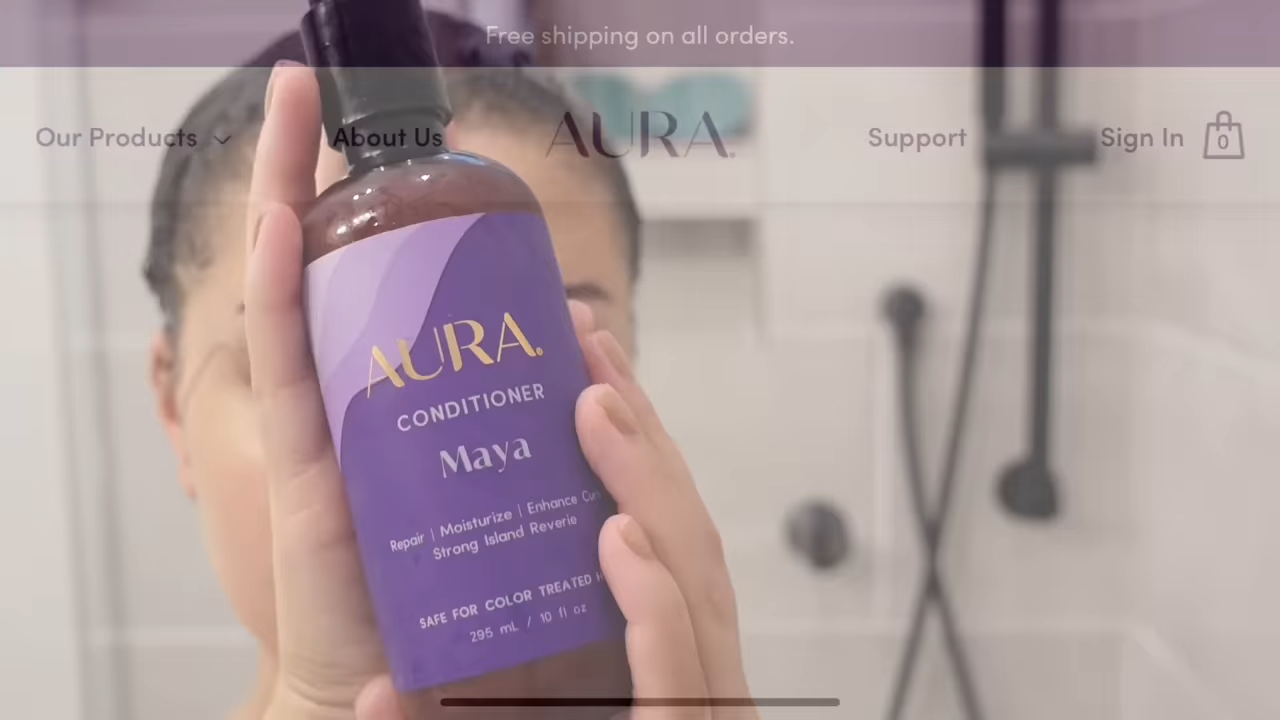 Free shipping on all orders.
Our Products
About Us
AURA.
Support
Sign In
0
AURA.
CONDITIONER
Maya
Repair | Moisturize | Enhance
Strong Island Reverie
SAFE FOR COLOR TREATED
295 mL / 10 fl oz